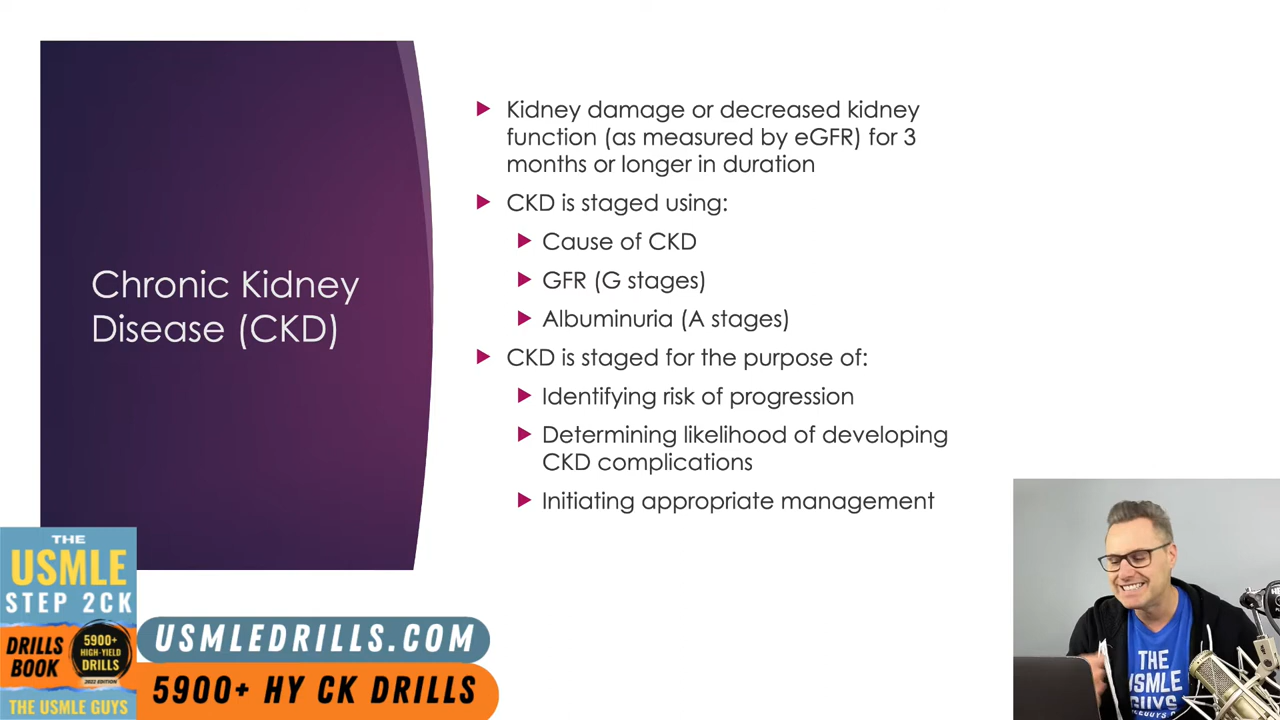 Chronic Kidney
Disease (CKD)
Kidney damage or decreased kidney
function (as measured by eGFR) for 3
months or longer in duration
CKD is staged using:
Cause of CKD
GFR (G stages)
Albuminuria (A stages)
CKD is staged for the purpose of:
Identifying risk of progression
Determining likelihood of developing
CKD complications
Initiating appropriate management
THE
USMLE
STEP 2CK
DRILLS
BOOK
5900+
HIGH-YIELD
DRILLS
2022 EDITION
THE USMLE GUYS
USMLEDRILLS.COM
5900+ HY CK DRILLS
THE
USMLE
GUYS